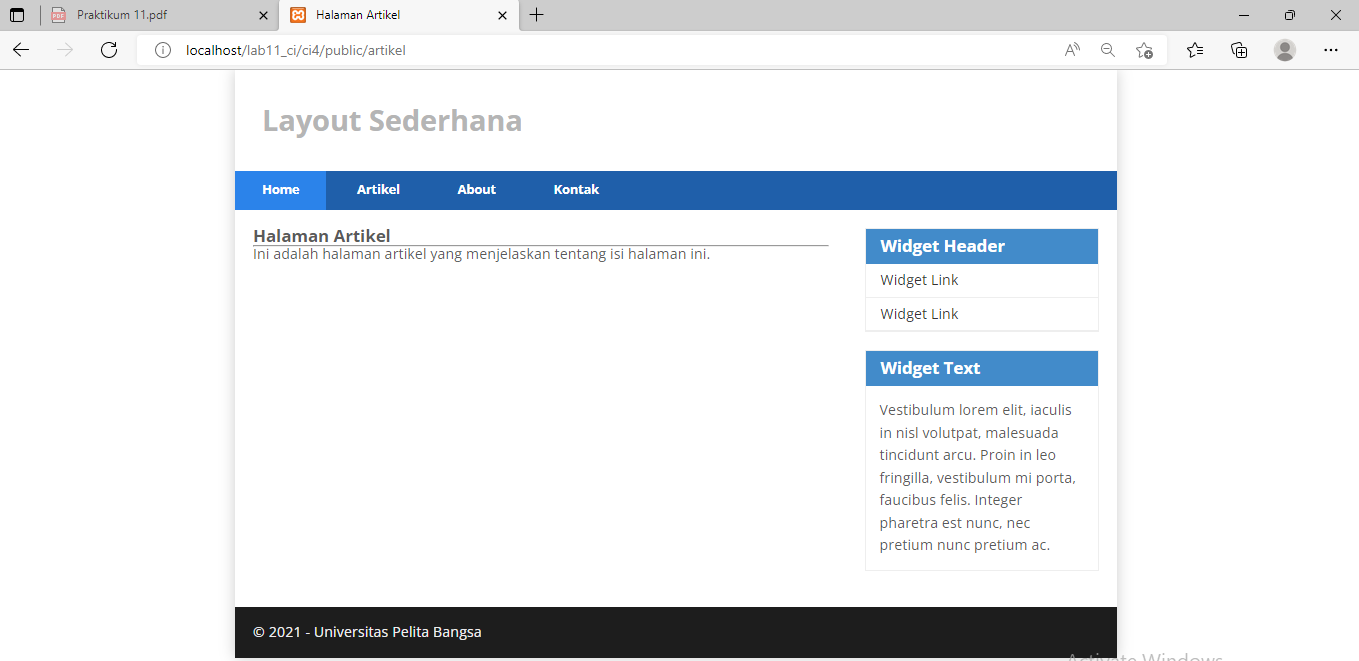 Praktikum 11.pdf
Halaman Artikel
localhost/lab11_ci/ci4/public/artikel
Layout Sederhana
Home
Artikel
About
Kontak
Halaman Artikel
Ini adalah halaman artikel yang menjelaskan tentang isi halaman ini.
Widget Header
Widget Link
Widget Link
Widget Text
Vestibulum lorem elit, iaculis
in nisl volutpat, malesuada
tincidunt arcu. Proin in leo
fringilla, vestibulum mi porta,
faucibus felis. Integer
pharetra est nunc, nec
pretium nunc pretium ac.
© 2021 - Universitas Pelita Bangsa
Activate Windows